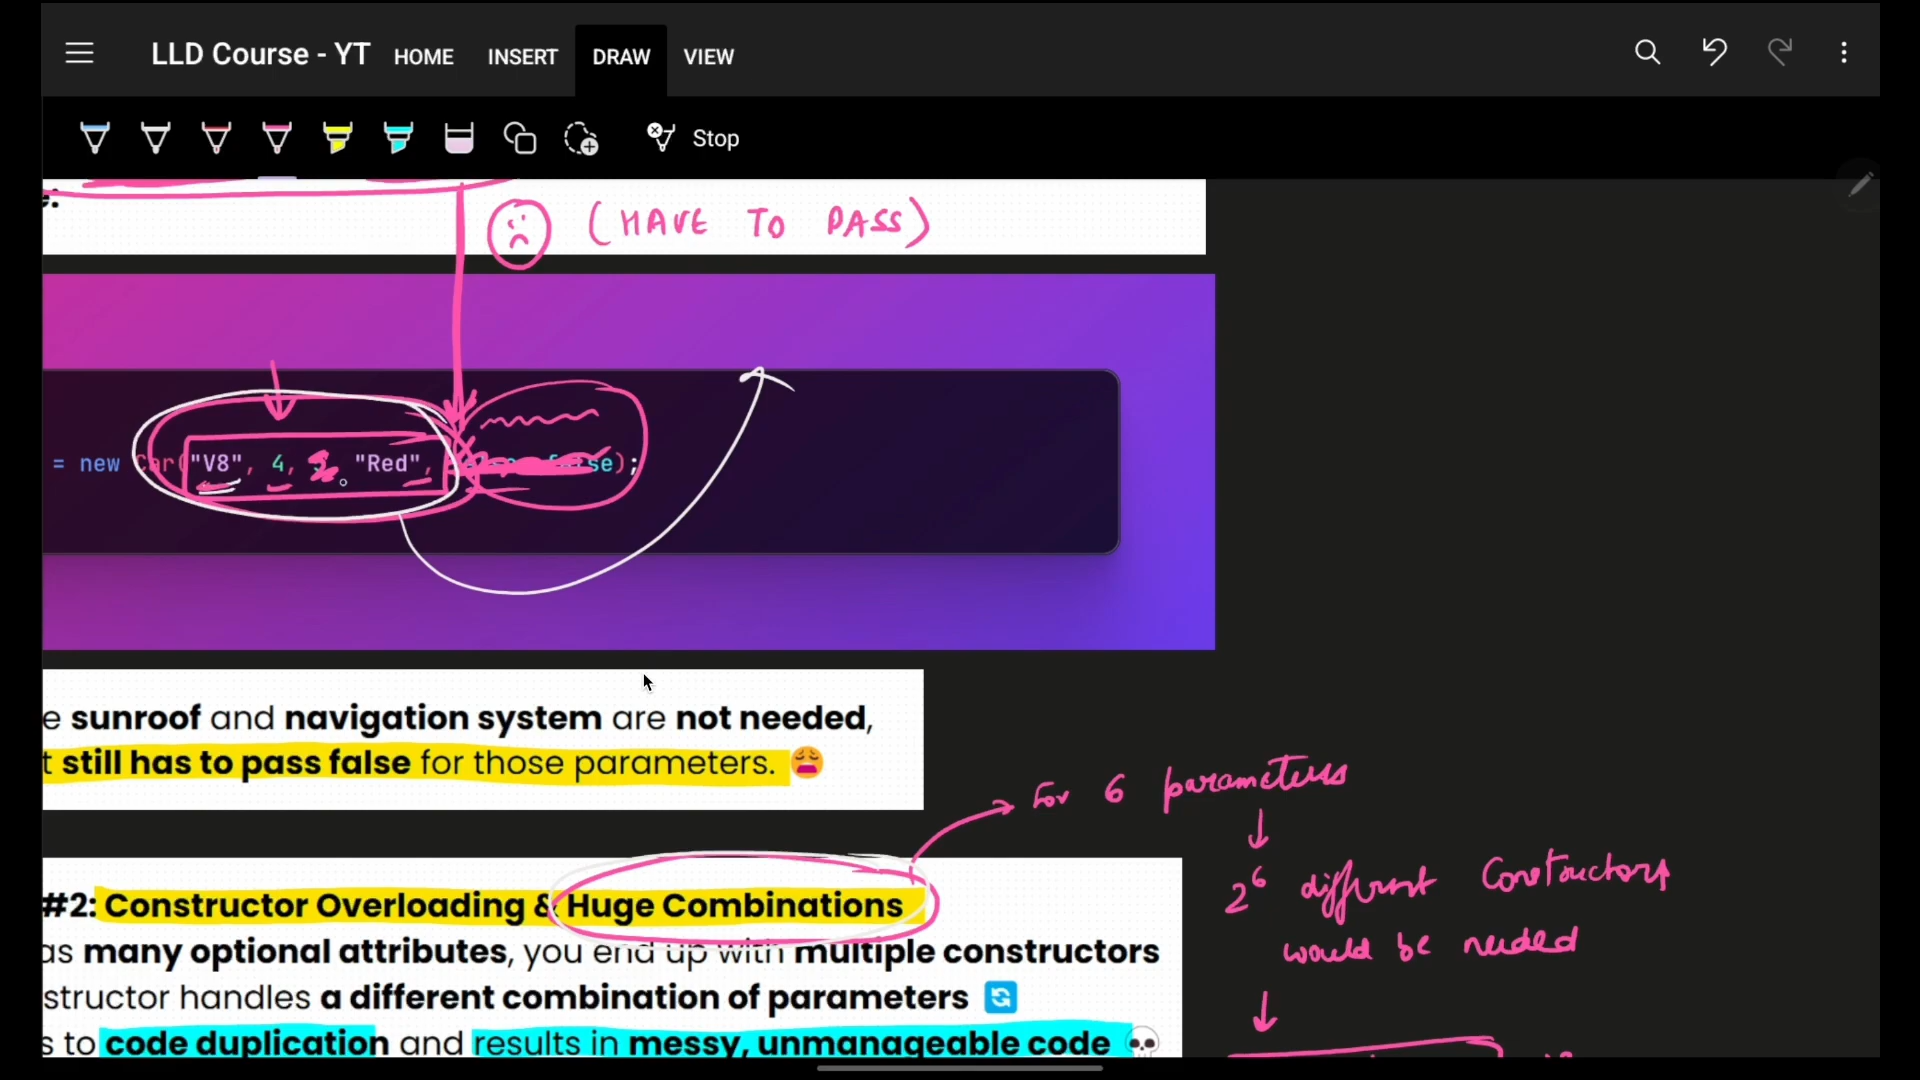 LLD Course - YT HOME INSERT DRAW VIEW
Stop
e:
(HAVE TO PASS)
= new Car("V8", 4, "Red", false);
e sunroof and navigation system are not needed,
t still has to pass false for those parameters. 😩
For 6 parameters
2^6 different Constructors
would be needed
#2: Constructor Overloading & Huge Combinations
as many optional attributes, you end up with multiple constructors
structor handles a different combination of parameters 🔄
s to code duplication and results in messy, unmanageable code 💀